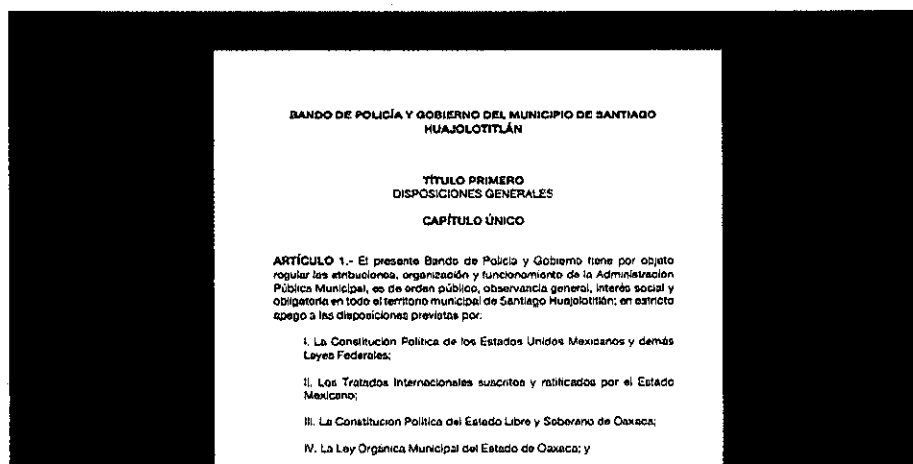 BANDO DE POLICÍA Y GOBIERNO DEL MUNICIPIO DE SANTIAGO
HUAJOLOTITLÁN
TÍTULO PRIMERO
DISPOSICIONES GENERALES
CAPÍTULO ÚNICO
ARTÍCULO 1.- El presente Bando de Policía y Gobierno tiene por objeto
regular las atribuciones, organización y funcionamiento de la Administración
Pública Municipal, es de orden público, observancia general, interés social y
obligatoria en todo el territorio municipal de Santiago Huajolotitlán; en estricto
apego a las disposiciones previstas por:
I. La Constitución Política de los Estados Unidos Mexicanos y demás
Leyes Federales;
II. Los Tratados Internacionales suscritos y ratificados por el Estado
Mexicano;
III. La Constitución Política del Estado Libre y Soberano de Oaxaca;
IV. La Ley Orgánica Municipal del Estado de Oaxaca; y